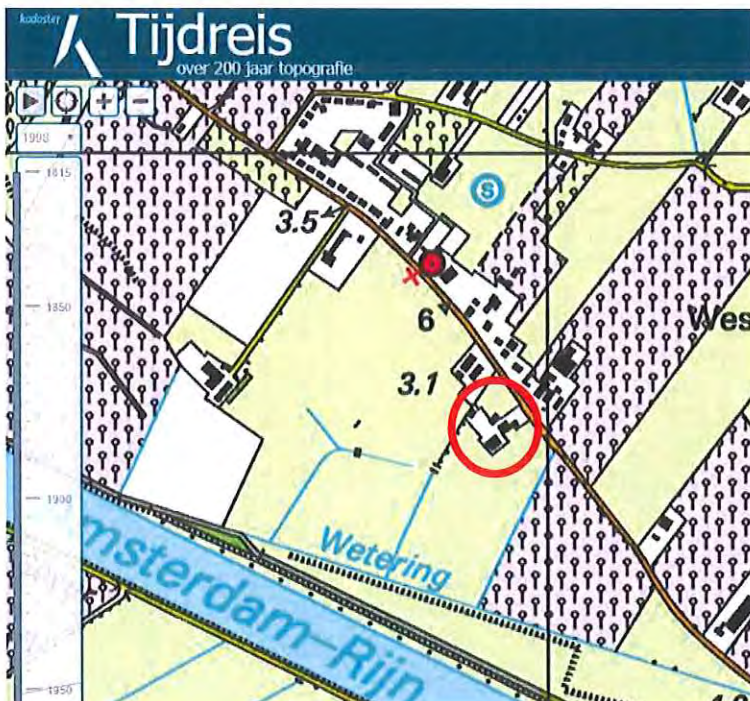 kadaster
Tijdreis
over 200 jaar topografie
1998
1815
3.5
S
1850
6
Wes
3.1
1900
Wetering
msterdam–Rijn
1950